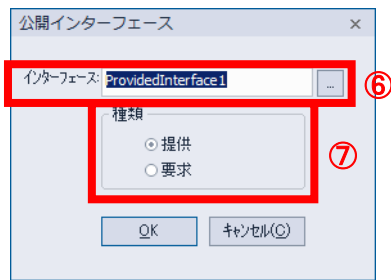 公開インターフェース ×
インターフェース: ProvidedInterface1 ... ⑥
種類
提供
要求 ⑦
OK キャンセル(C)